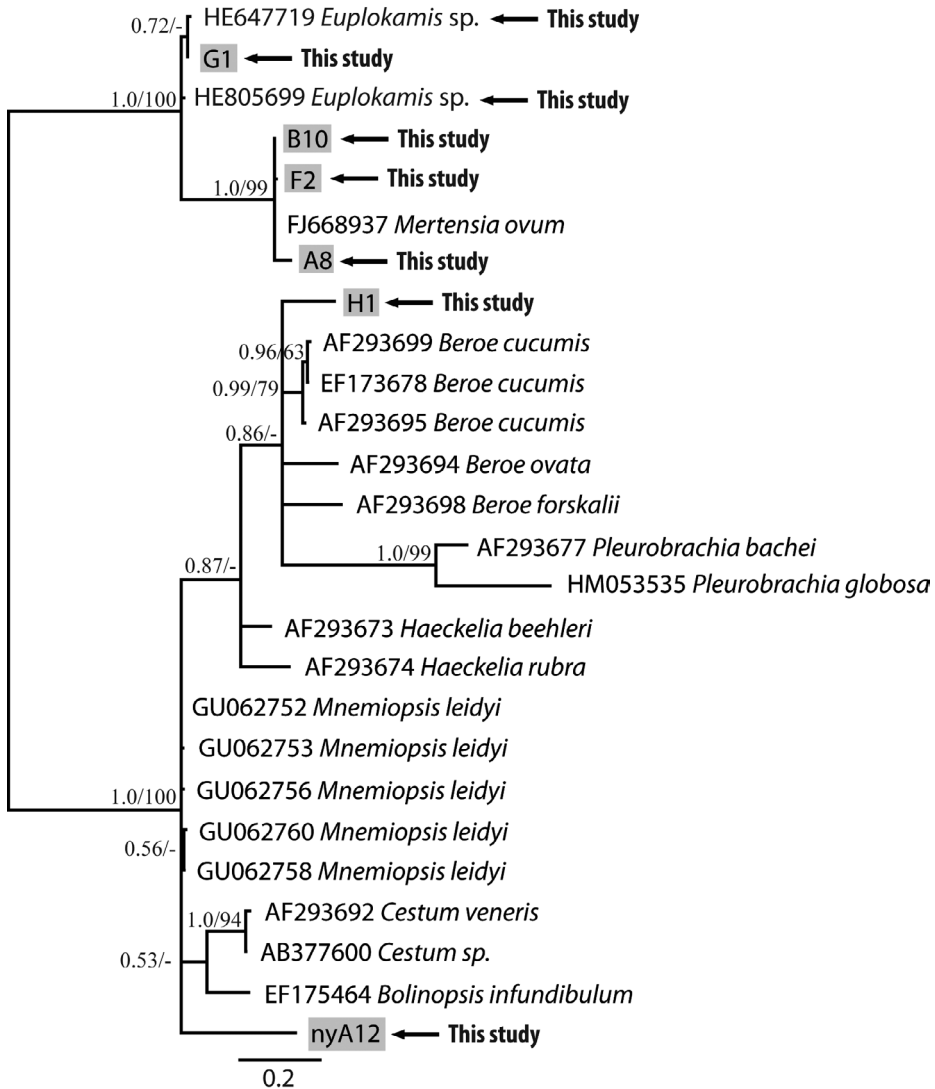 HE647719 Euplokamis sp. This study
0.72/-
G1 This study
HE805699 Euplokamis sp. This study
1.0/100
B10 This study
F2 This study
1.0/99
FJ668937 Mertensia ovum
A8 This study
H1 This study
AF293699 Beroe cucumis
0.96/63
EF173678 Beroe cucumis
0.99/79
AF293695 Beroe cucumis
0.86/-
AF293694 Beroe ovata
AF293698 Beroe forskalii
AF293677 Pleurobrachia bachei
1.0/99
0.87/-
HM053535 Pleurobrachia globosa
AF293673 Haeckelia beehleri
AF293674 Haeckelia rubra
GU062752 Mnemiopsis leidyi
GU062753 Mnemiopsis leidyi
GU062756 Mnemiopsis leidyi
1.0/100
GU062760 Mnemiopsis leidyi
0.56/-
GU062758 Mnemiopsis leidyi
AF293692 Cestum veneris
1.0/94
AB377600 Cestum sp.
0.53/-
EF175464 Bolinopsis infundibulum
nyA12 This study
0.2